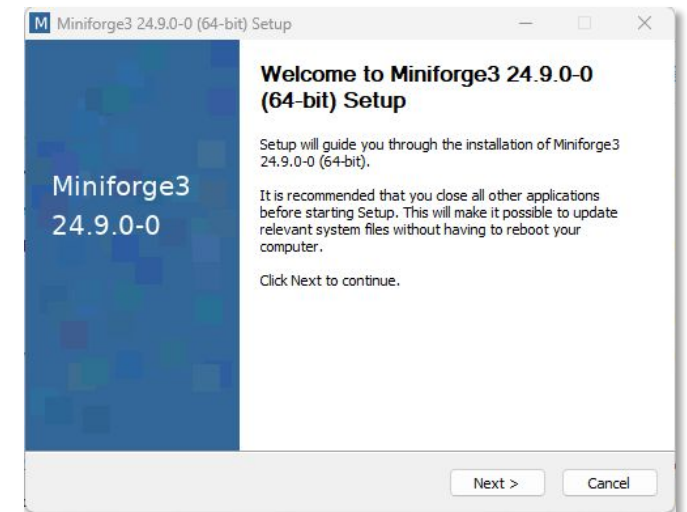 M Miniforge3 24.9.0-0 (64-bit) Setup
Miniforge3
24.9.0-0
Welcome to Miniforge3 24.9.0-0
(64-bit) Setup
Setup will guide you through the installation of Miniforge3
24.9.0-0 (64-bit).
It is recommended that you close all other applications
before starting Setup. This will make it possible to update
relevant system files without having to reboot your
computer.
Click Next to continue.
Next >
Cancel